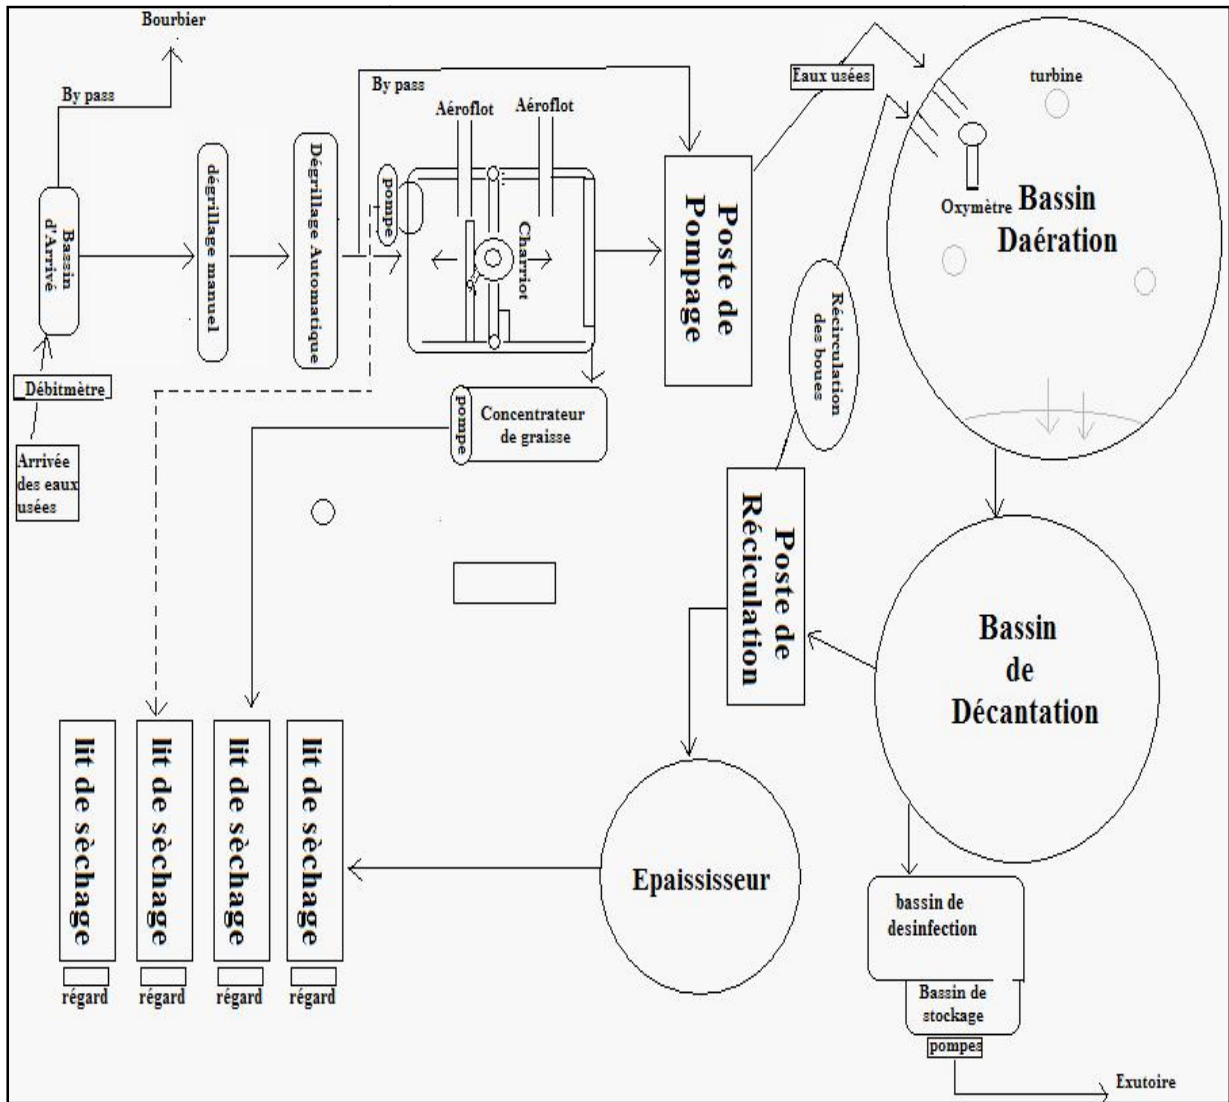 Bourbier
By pass
Bassin
d'Arrivé
Débitmètre
Arrivée
des eaux
usées
dégrillage manuel
Dégrillage Automatique
By pass
pompe
Aéroflot
Aéroflot
Charriot
pompe
Concentrateur
de graisse
Poste de
Pompage
Eaux usées
turbine
Oxymètre
Bassin
Daération
Récirculation
des boues
Poste de
Réciculation
Bassin
de
Décantation
Epaississeur
lit de sèchage
lit de sèchage
lit de sèchage
lit de sèchage
régard
régard
régard
régard
bassin de
desinfection
Bassin de
stockage
pompes
Exutoire